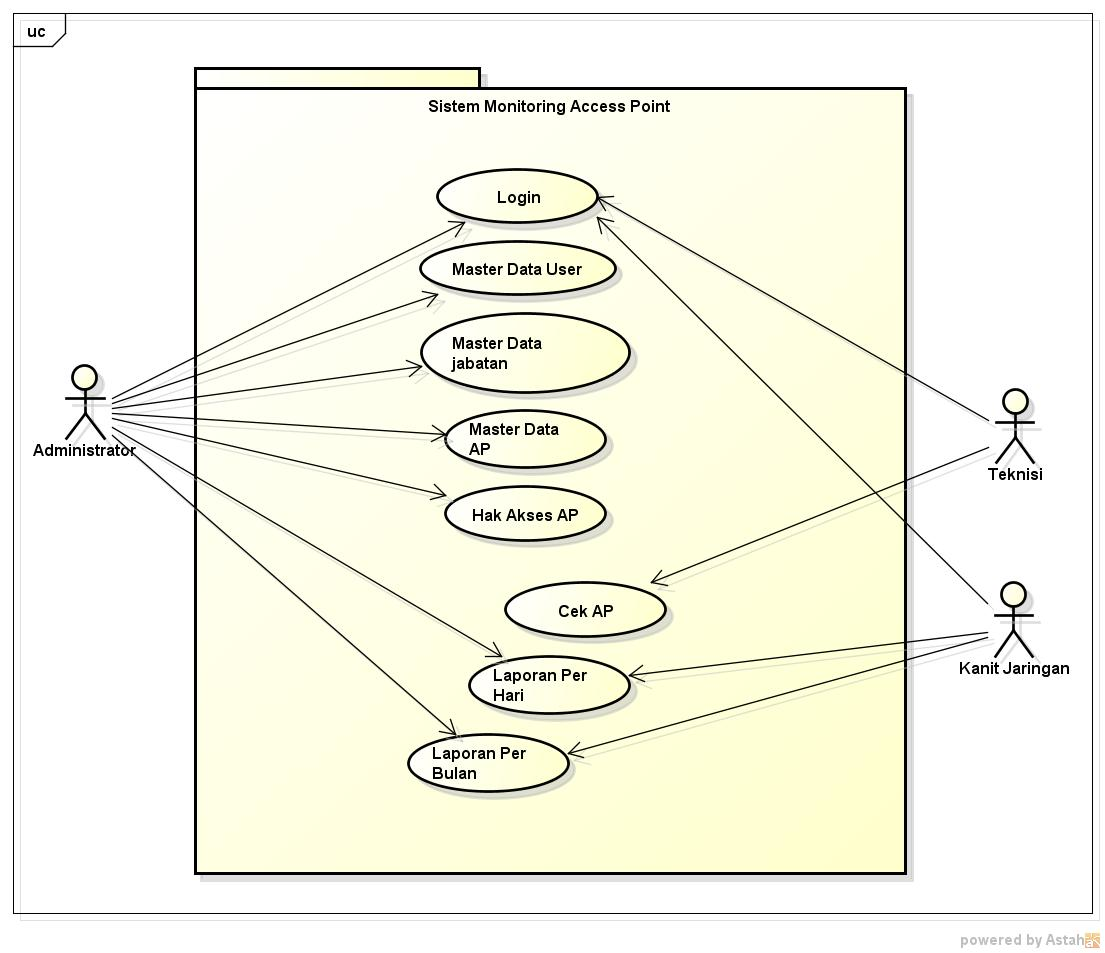 uc
Sistem Monitoring Access Point
Login
Master Data User
Master Data
jabatan
Administrator
Master Data
AP
Teknisi
Hak Akses AP
Cek AP
Kanit Jaringan
Laporan Per
Hari
Laporan Per
Bulan
powered by Astah